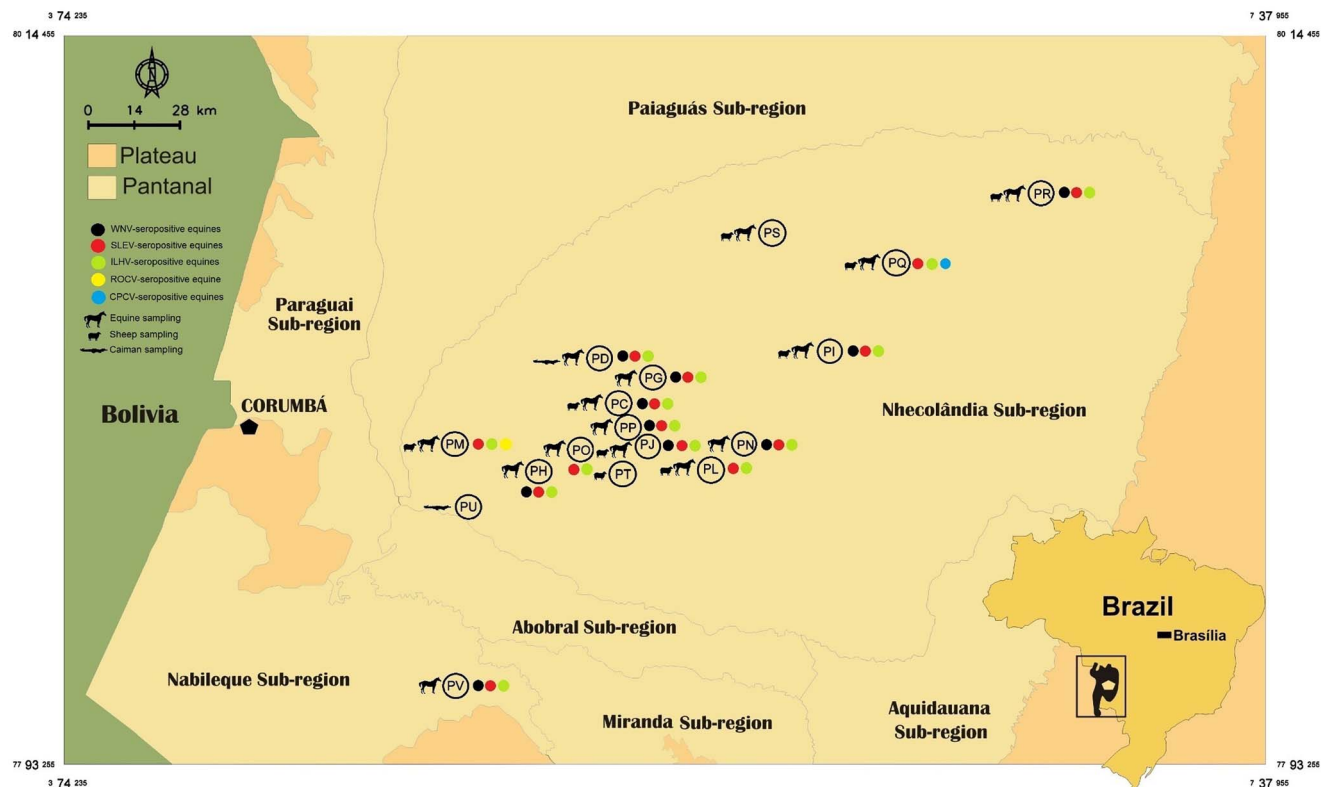 3 74 235
7 37 955
80 14 455
80 14 455
N
0 14 28 km
Plateau
Pantanal
WNV-seropositive equines
SLEV-seropositive equines
ILHV-seropositive equines
ROCV-seropositive equine
CPCV-seropositive equines
Equine sampling
Sheep sampling
Caiman sampling
Paiaguás Sub-region
PR
PS
PQ
Paraguai
Sub-region
PD
PI
PG
PC
Nhecolândia Sub-region
Bolivia
CORUMBÁ
PP
PM
PO
PJ
PN
PH
PT
PL
PU
Brazil
Brasília
Abobral Sub-region
Nabileque Sub-region
PV
Miranda Sub-region
Aquidauana
Sub-region
77 93 255
77 93 255
3 74 235
7 37 955